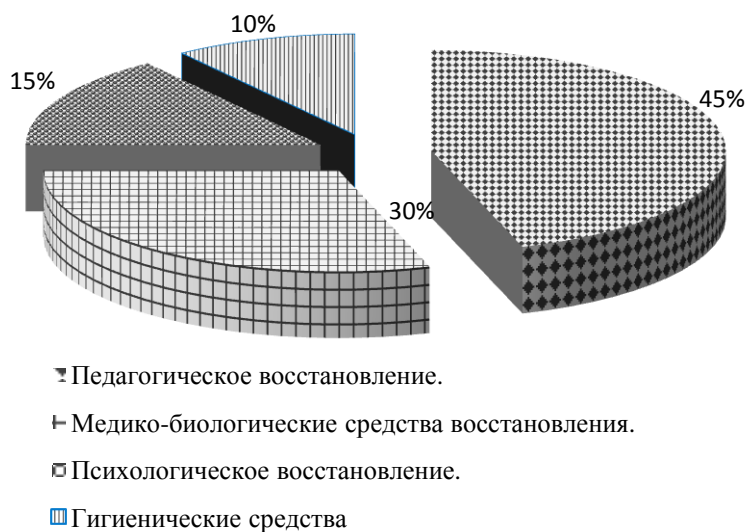 10%
15%
45%
30%
Педагогическое восстановление.
Медико-биологические средства восстановления.
Психологическое восстановление.
Гигиенические средства